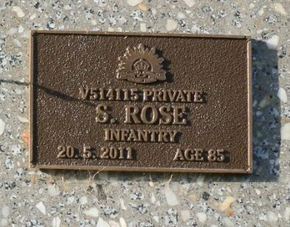 V514115 PRIVATE
S. ROSE
INFANTRY
20. 5. 2011 AGE 85